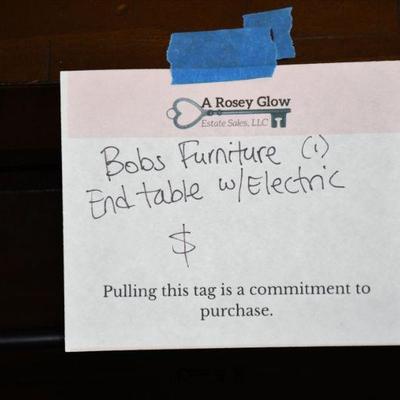 A Rosey Glow
Estate Sales, LLC
Bobs Furniture (1)
End table w/Electric
$
Pulling this tag is a commitment to
purchase.